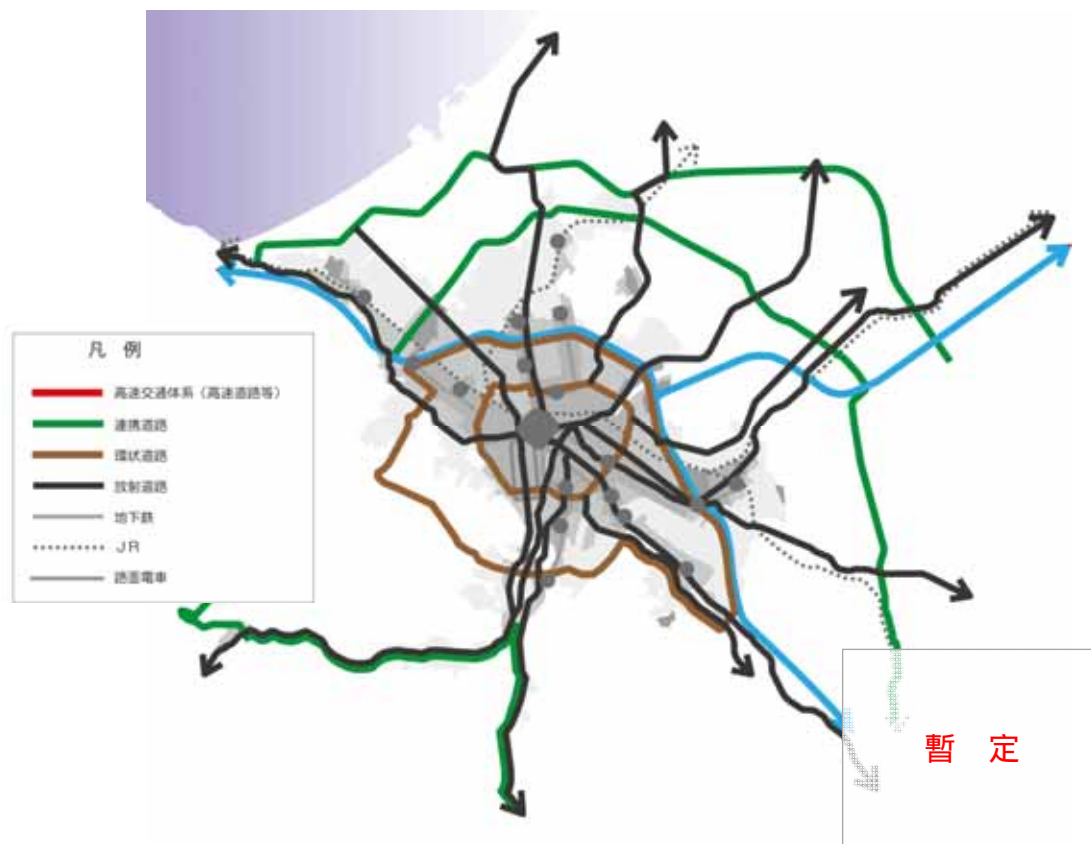 凡 例
高速交通体系（高速道路等）
連携道路
環状道路
放射道路
地下鉄
JR
路面電車
暫 定